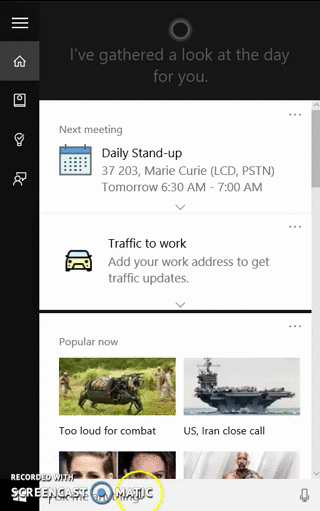 I've gathered a look at the day
for you.
Next meeting
Daily Stand-up
37 203, Marie Curie (LCD, PSTN)
Tomorrow 6:30 AM - 7:00 AM
Traffic to work
Add your work address to get
traffic updates.
Popular now
Too loud for combat
US, Iran close call
RECORDED WITH
SCREENCAST MATIC
Ask me anything